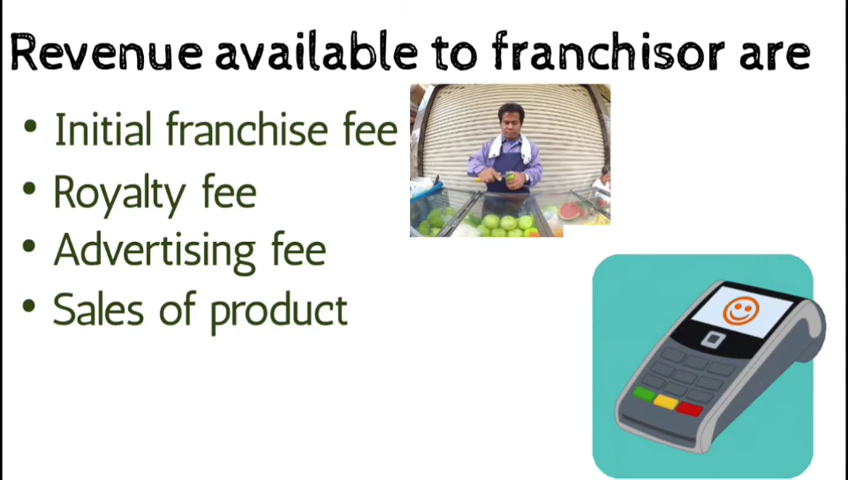 Revenue available to franchisor are
• Initial franchise fee
• Royalty fee
• Advertising fee
• Sales of product